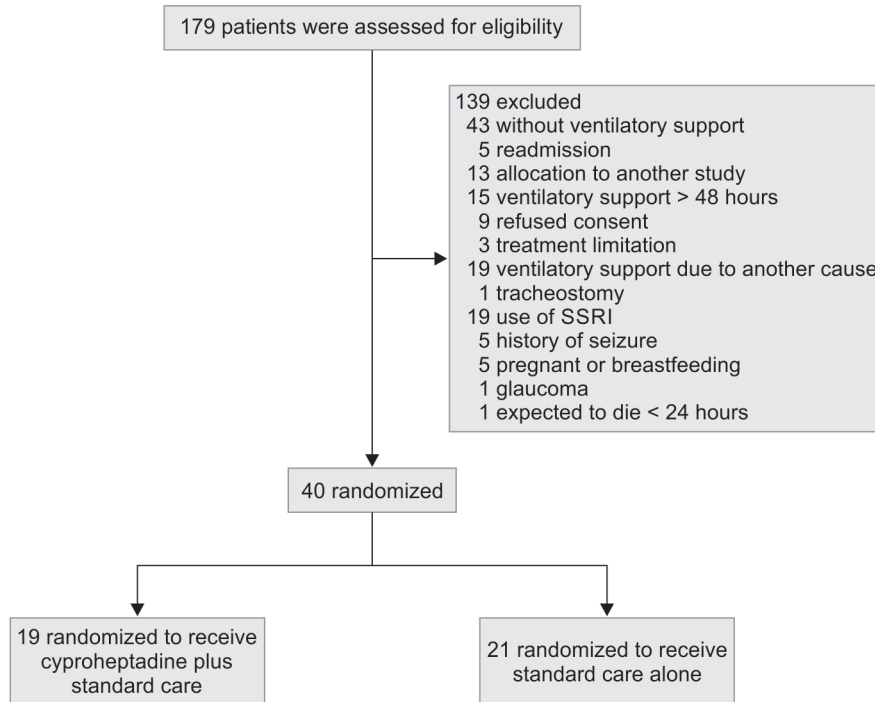 179 patients were assessed for eligibility
139 excluded
43 without ventilatory support
5 readmission
13 allocation to another study
15 ventilatory support > 48 hours
9 refused consent
3 treatment limitation
19 ventilatory support due to another cause
1 tracheostomy
19 use of SSRI
5 history of seizure
5 pregnant or breastfeeding
1 glaucoma
1 expected to die < 24 hours
40 randomized
19 randomized to receive
cyproheptadine plus
standard care
21 randomized to receive
standard care alone